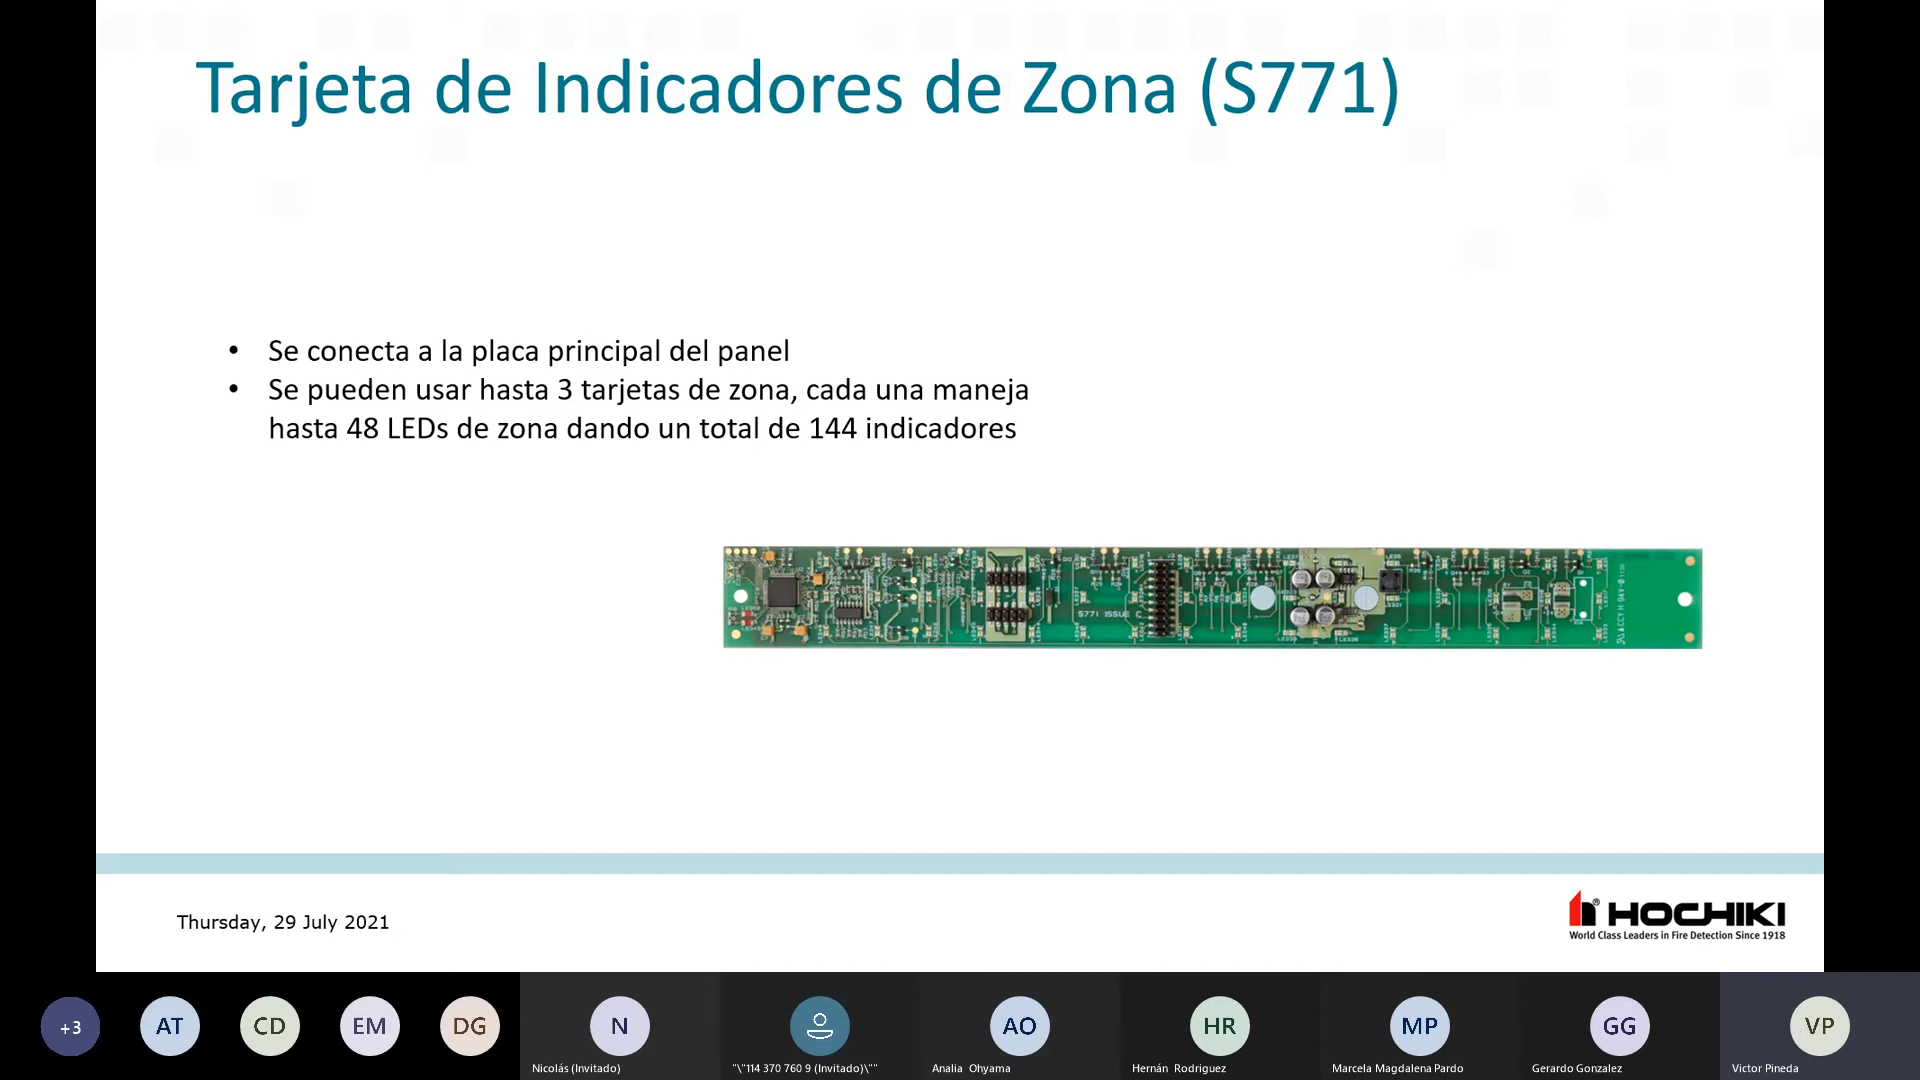 Tarjeta de Indicadores de Zona (S771)
• Se conecta a la placa principal del panel
• Se pueden usar hasta 3 tarjetas de zona, cada una maneja
hasta 48 LEDs de zona dando un total de 144 indicadores
S771 ISSUE C
Thursday, 29 July 2021
HOCHIKI
World Class Leaders in Fire Detection Since 1918
+3
AT
CD
EM
DG
N
AO
HR
MP
GG
VP
Nicolás (Invitado)
"\"114 370 760 9 (Invitado)\""
Analia Ohyama
Hernán Rodriguez
Marcela Magdalena Pardo
Gerardo Gonzalez
Victor Pineda